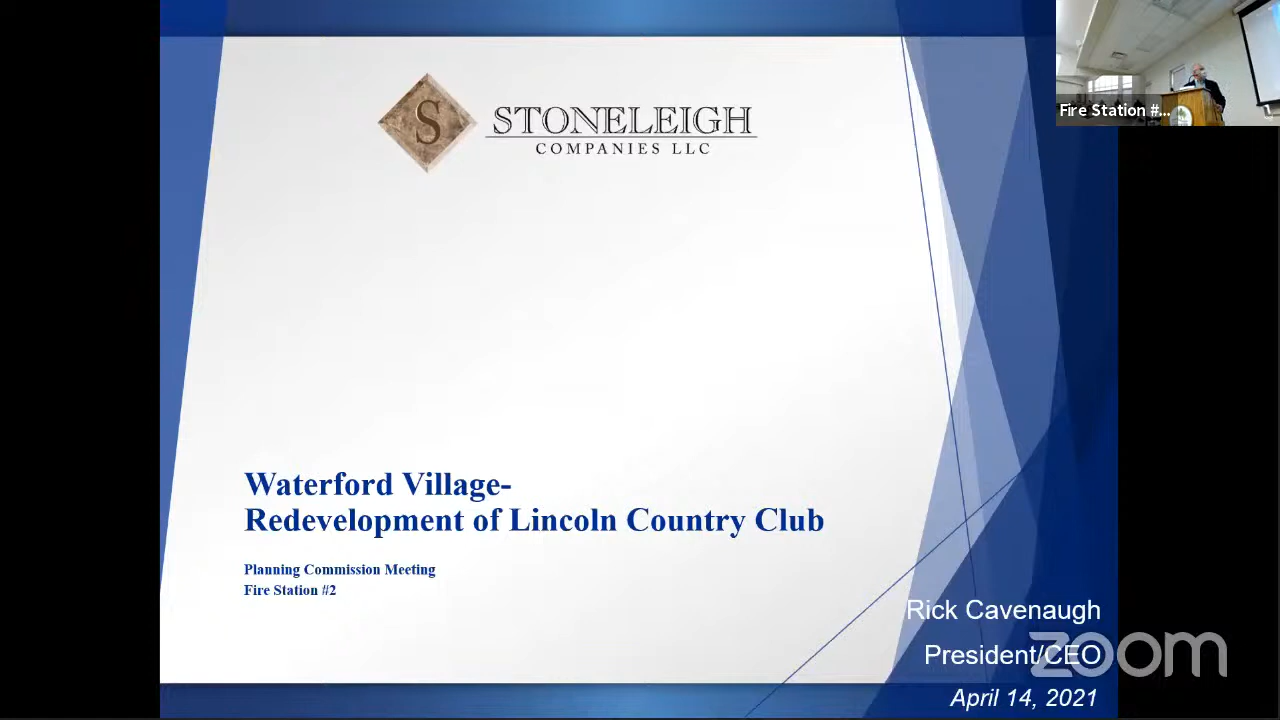 S
STONELEIGH
COMPANIES LLC
Fire Station #...
Waterford Village-
Redevelopment of Lincoln Country Club
Planning Commission Meeting
Fire Station #2
Rick Cavenaugh
President/CEO
April 14, 2021
zoom